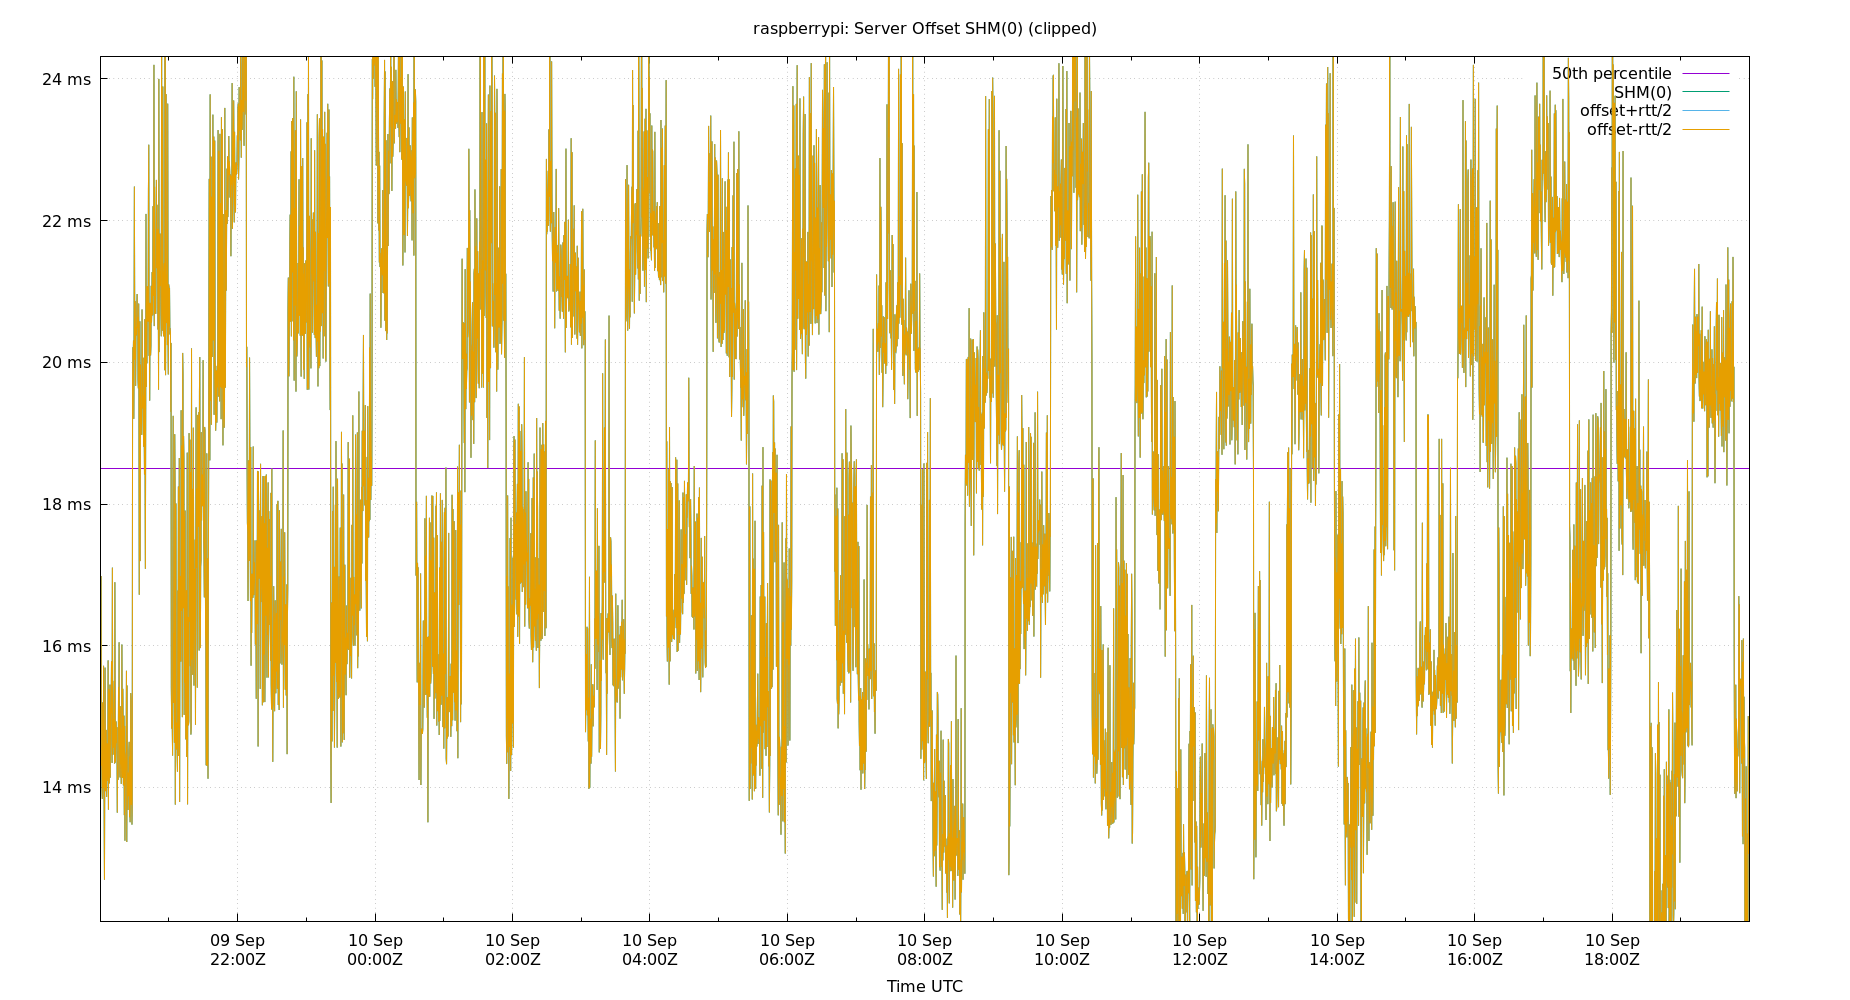 raspberrypi: Server Offset SHM(0) (clipped)
24 ms
22 ms
20 ms
18 ms
16 ms
14 ms
50th percentile
SHM(0)
offset+rtt/2
offset-rtt/2
09 Sep
22:00Z
10 Sep
00:00Z
10 Sep
02:00Z
10 Sep
04:00Z
10 Sep
06:00Z
10 Sep
08:00Z
10 Sep
10:00Z
10 Sep
12:00Z
10 Sep
14:00Z
10 Sep
16:00Z
10 Sep
18:00Z
Time UTC